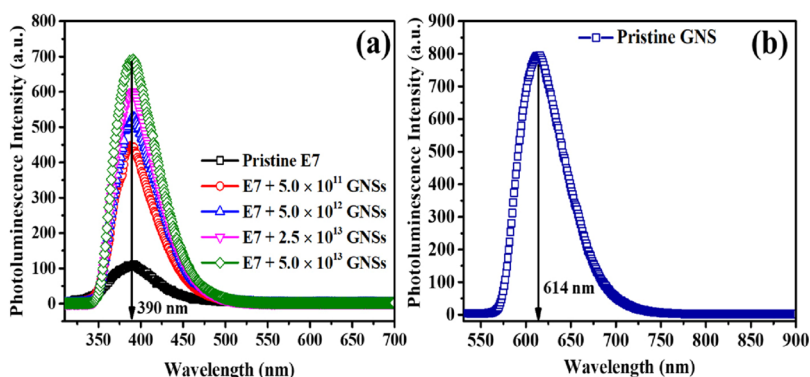 (a)
Photoluminescence Intensity (a.u.)
800
700
600
500
400
300
200
100
0
Pristine E7
E7 + 5.0 × 10¹¹ GNSs
E7 + 5.0 × 10¹² GNSs
E7 + 2.5 × 10¹³ GNSs
E7 + 5.0 × 10¹³ GNSs
390 nm
350 400 450 500 550 600 650 700
Wavelength (nm)
(b)
Photoluminescence Intensity (a.u.)
900
800
700
600
500
400
300
200
100
0
Pristine GNS
614 nm
550 600 650 700 750 800 850 900
Wavelength (nm)